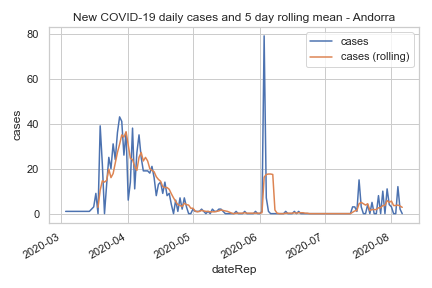 New COVID-19 daily cases and 5 day rolling mean - Andorra
cases
cases (rolling)
80
60
40
20
0
cases
2020-03
2020-04
2020-05
2020-06
2020-07
2020-08
dateRep